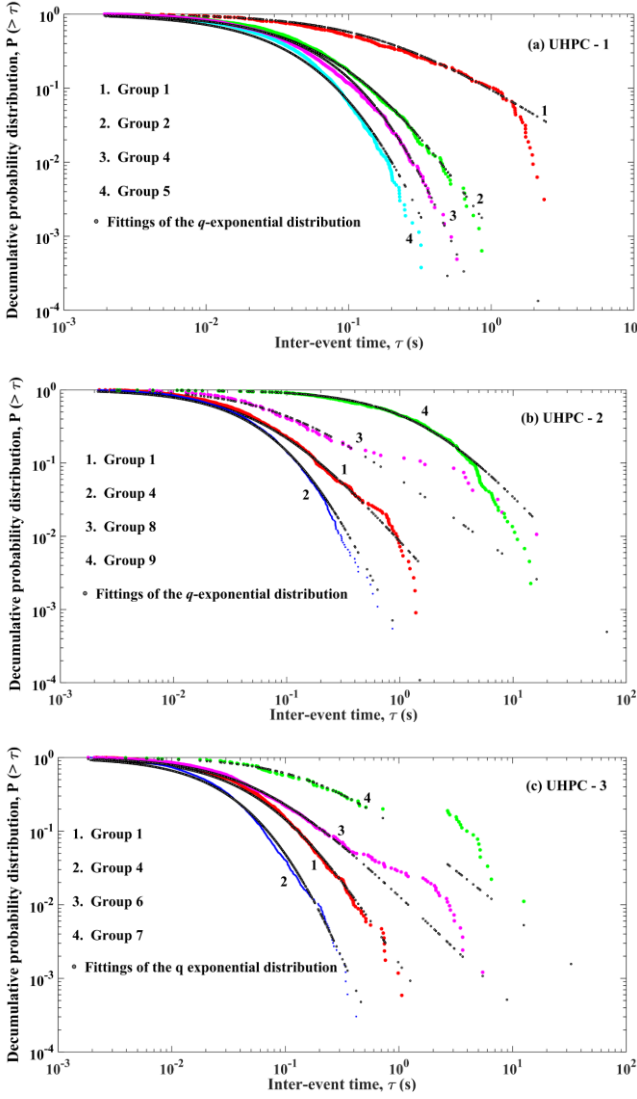 Decumulative probability distribution, P (> τ)
10^0
10^-1
10^-2
10^-3
10^-4
(a) UHPC - 1
1. Group 1
2. Group 2
3. Group 4
4. Group 5
∘ Fittings of the q-exponential distribution
1
2
3
4
10^-3
10^-2
10^-1
10^0
10^1
Inter-event time, τ (s)
Decumulative probability distribution, P (> τ)
10^0
10^-1
10^-2
10^-3
10^-4
(b) UHPC - 2
4
3
1
2
1. Group 1
2. Group 4
3. Group 8
4. Group 9
∘ Fittings of the q-exponential distribution
10^-3
10^-2
10^-1
10^0
10^1
10^2
Inter-event time, τ (s)
Decumulative probability distribution, P (> τ)
10^0
10^-1
10^-2
10^-3
10^-4
(c) UHPC - 3
4
3
1
2
1. Group 1
2. Group 4
3. Group 6
4. Group 7
∘ Fittings of the q exponential distribution
10^-3
10^-2
10^-1
10^0
10^1
10^2
Inter-event time, τ (s)